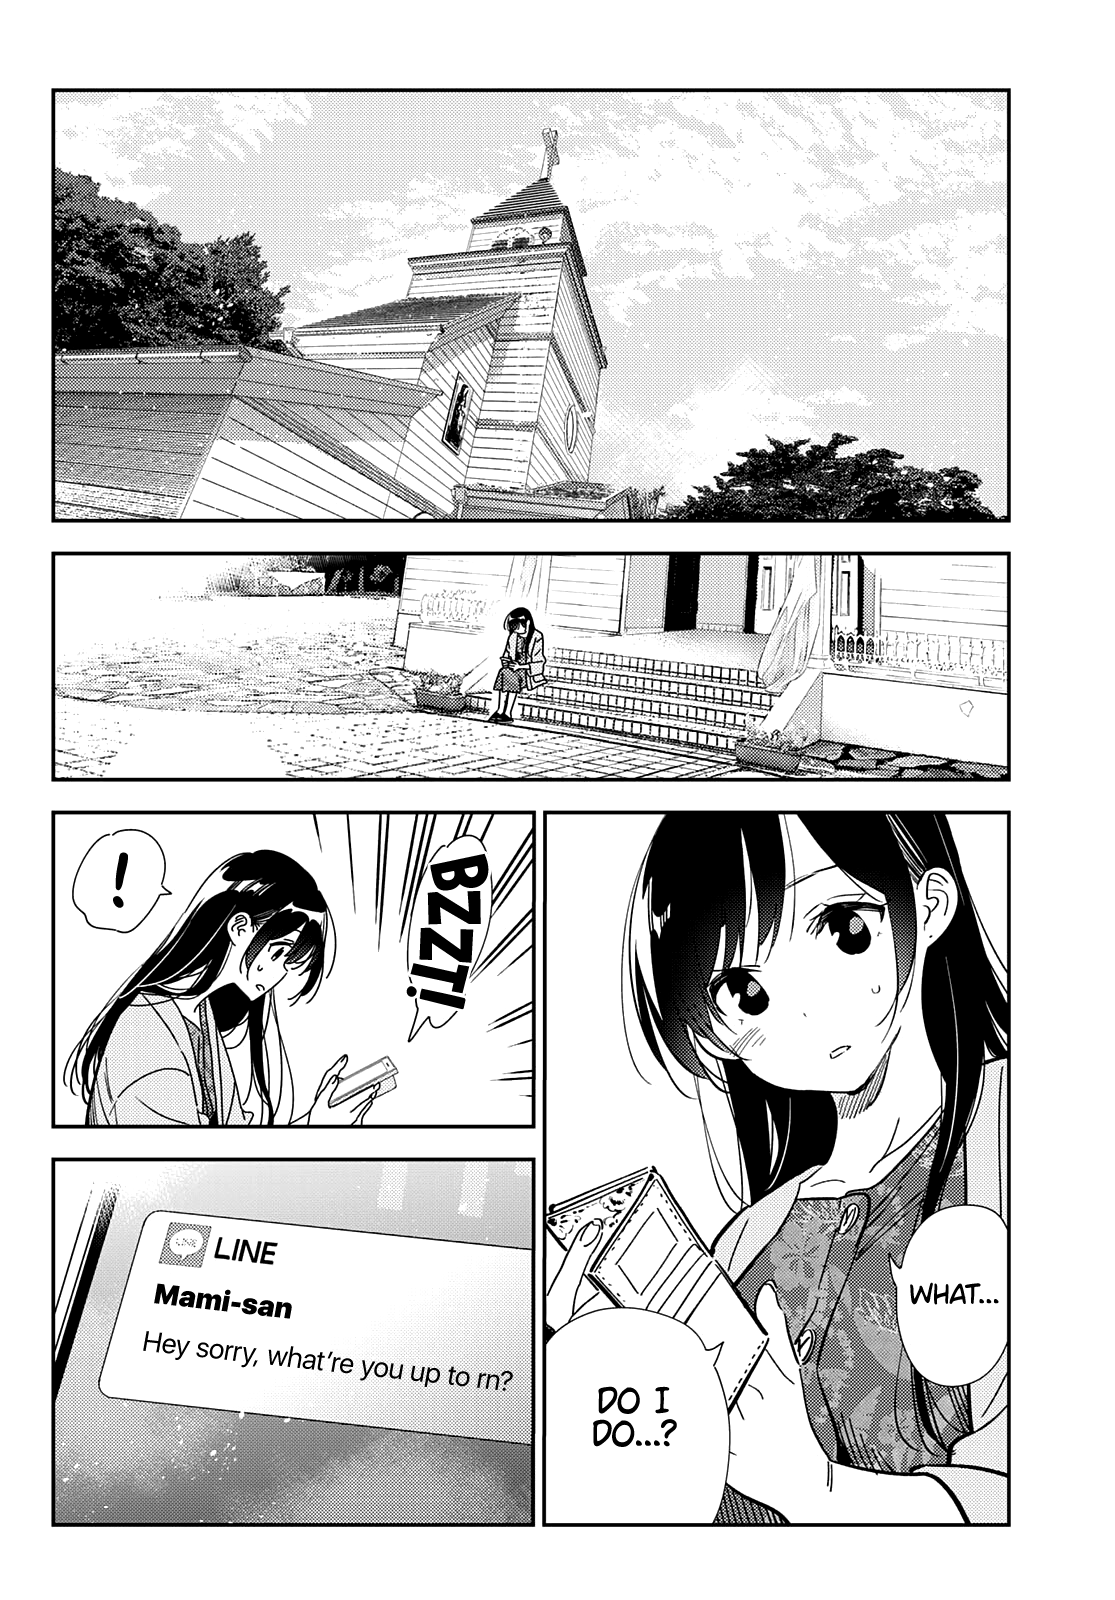 WHAT...
DO I
DO...?
BZZT!
!
LINE
Mami-san
Hey sorry, what're you up to rn?